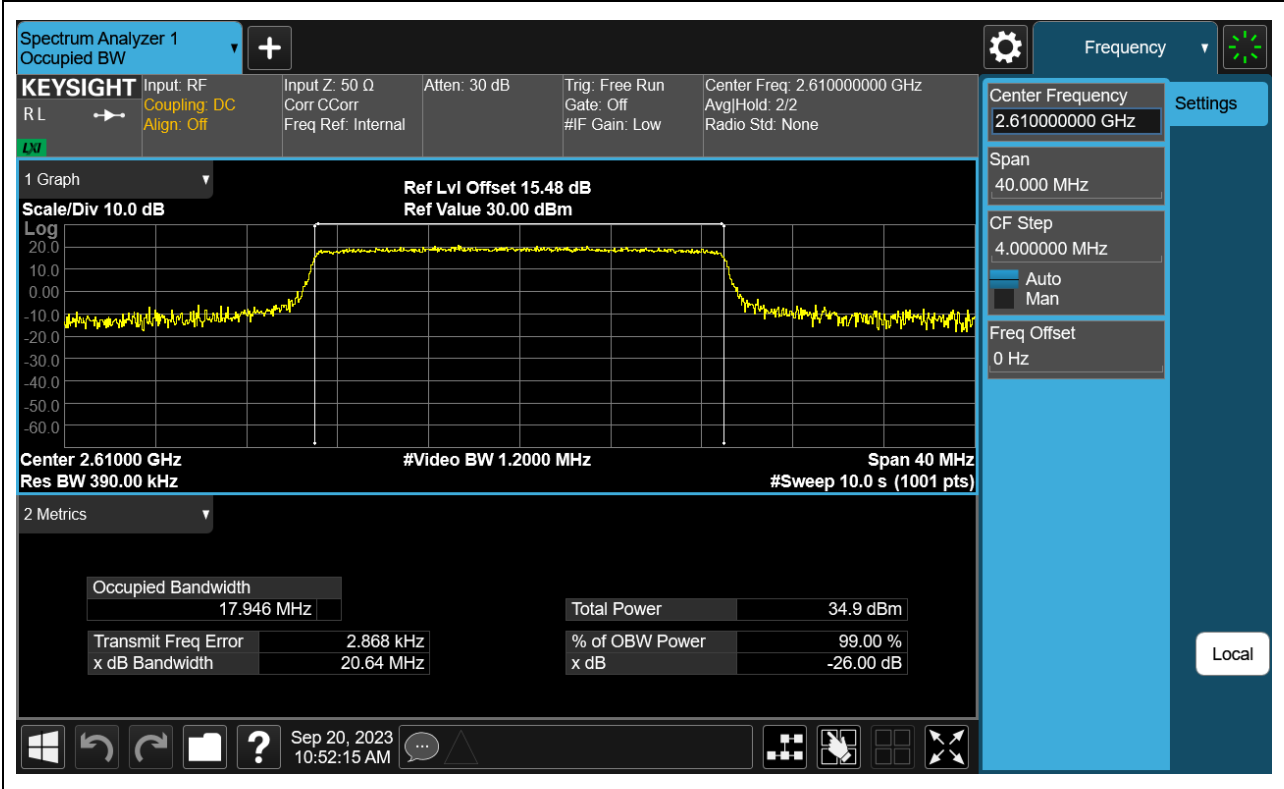 Spectrum Analyzer 1
Occupied BW
Frequency
KEYSIGHT
R L
LXI
Input: RF
Coupling: DC
Align: Off
Input Z: 50 Ω
Corr CCorr
Freq Ref: Internal
Atten: 30 dB
Trig: Free Run
Gate: Off
#IF Gain: Low
Center Freq: 2.610000000 GHz
Avg|Hold: 2/2
Radio Std: None
1 Graph
Scale/Div 10.0 dB
Ref Lvl Offset 15.48 dB
Ref Value 30.00 dBm
Log
20.0
10.0
0.00
-10.0
-20.0
-30.0
-40.0
-50.0
-60.0
Center 2.61000 GHz
#Video BW 1.2000 MHz
Span 40 MHz
Res BW 390.00 kHz
#Sweep 10.0 s (1001 pts)
2 Metrics
Occupied Bandwidth
17.946 MHz
Total Power 34.9 dBm
Transmit Freq Error 2.868 kHz
% of OBW Power 99.00 %
x dB Bandwidth 20.64 MHz
x dB -26.00 dB
Center Frequency
2.610000000 GHz
Settings
Span
40.000 MHz
CF Step
4.000000 MHz
Auto
Man
Freq Offset
0 Hz
Local
?
Sep 20, 2023
10:52:15 AM